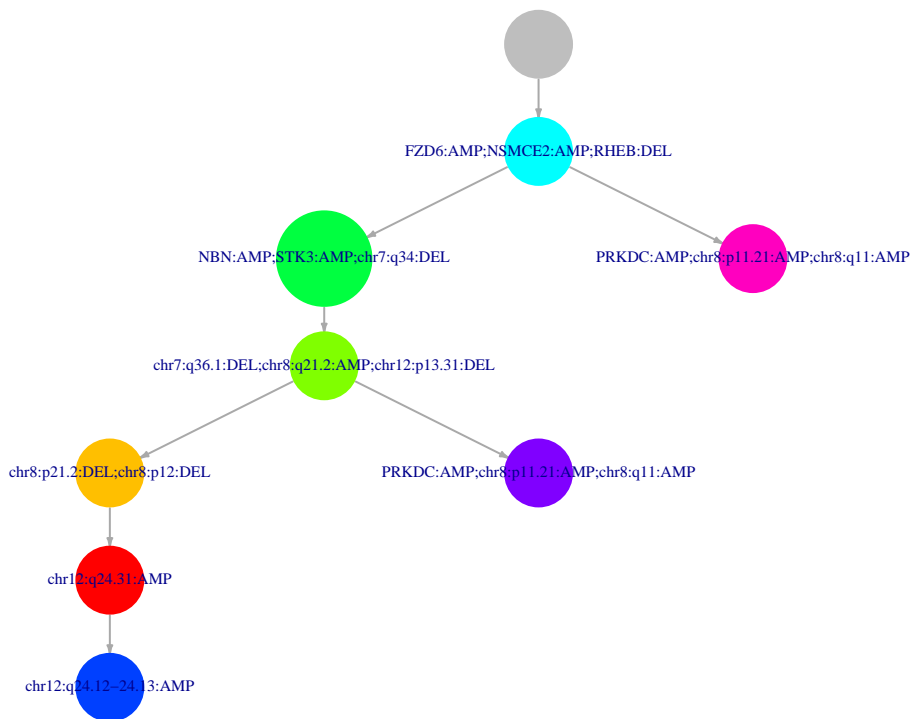 FZD6:AMP;NSMCE2:AMP;RHEB:DEL
NBN:AMP;STK3:AMP;chr7:q34:DEL
PRKDC:AMP;chr8:p11.21:AMP;chr8:q11:AMP
chr7:q36.1:DEL;chr8:q21.2:AMP;chr12:p13.31:DEL
chr8:p21.2:DEL;chr8:p12:DEL
PRKDC:AMP;chr8:p11.21:AMP;chr8:q11:AMP
chr12:q24.31:AMP
chr12:q24.12−24.13:AMP